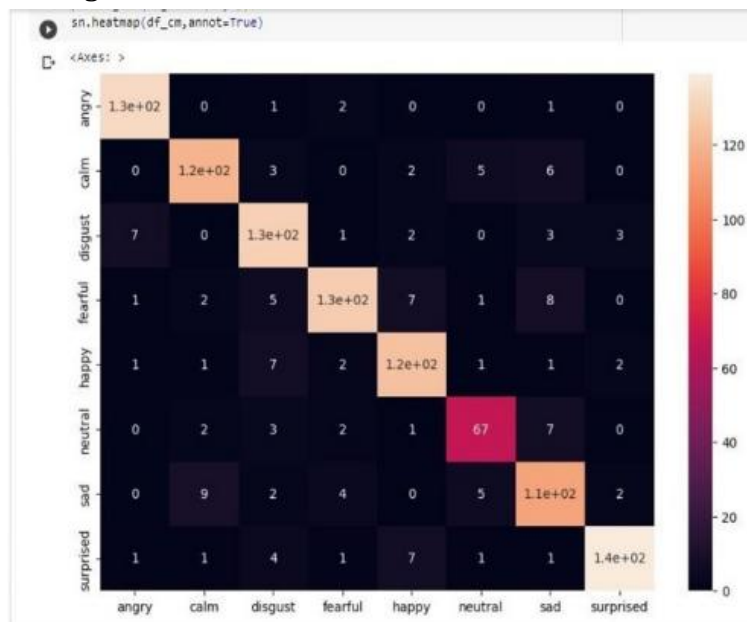 sn.heatmap(df_cm,annot=True)
<Axes: >
angry 1.3e+02 0 1 2 0 0 1 0
calm 0 1.2e+02 3 0 2 5 6 0
disgust 7 0 1.3e+02 1 2 0 3 3
fearful 1 2 5 1.3e+02 7 1 8 0
happy 1 1 7 2 1.2e+02 1 1 2
neutral 0 2 3 2 1 67 7 0
sad 0 9 2 4 0 5 1.1e+02 2
surprised 1 1 4 1 7 1 1 1.4e+02
angry calm disgust fearful happy neutral sad surprised
120
100
80
60
40
20
0